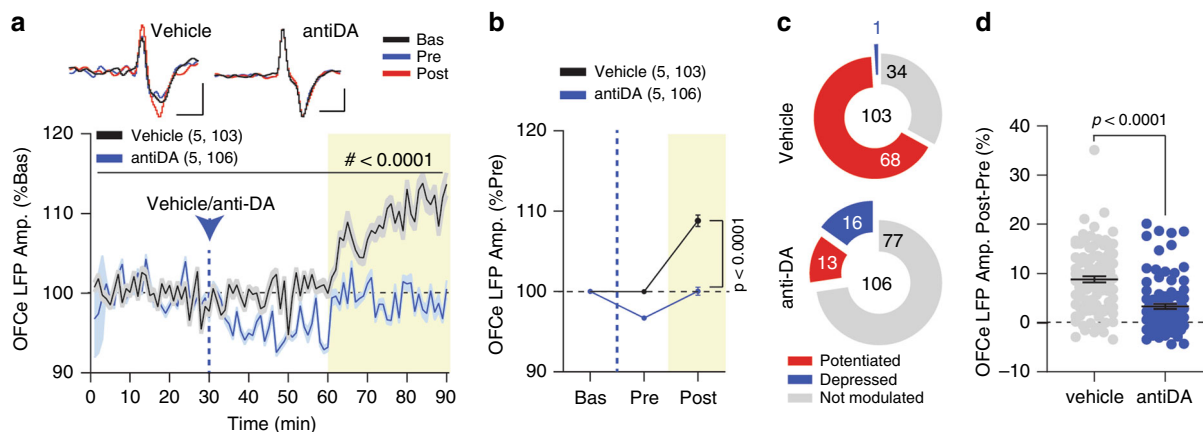 a
Vehicle
antiDA
Bas
Pre
Post
120
110
100
90
OFCe LFP Amp. (%Bas)
Vehicle (5, 103)
antiDA (5, 106)
# < 0.0001
Vehicle/anti-DA
0 10 20 30 40 50 60 70 80 90
Time (min)
b
Vehicle (5, 103)
antiDA (5, 106)
120
110
100
90
OFCe LFP Amp. (%Pre)
p < 0.0001
Bas Pre Post
c
Vehicle
1
34
103
68
anti-DA
16
77
13
106
Potentiated
Depressed
Not modulated
d
p < 0.0001
40
30
20
10
0
−10
OFCe LFP Amp. Post-Pre (%)
vehicle antiDA